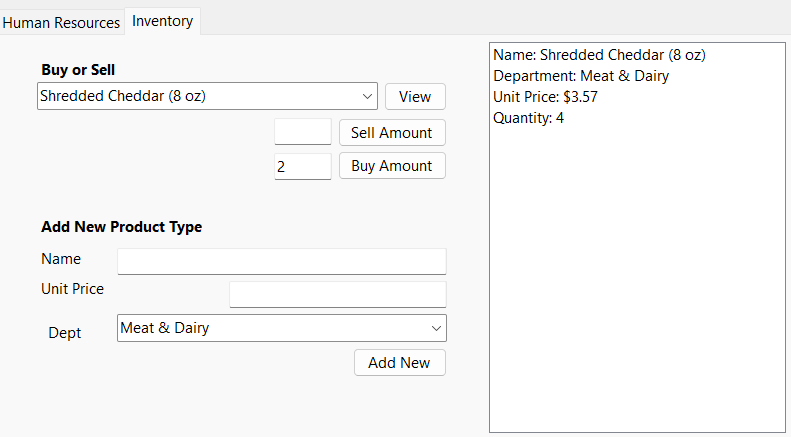 Human Resources
Inventory
Buy or Sell
Shredded Cheddar (8 oz)
View
Sell Amount
2
Buy Amount
Add New Product Type
Name
Unit Price
Dept
Meat & Dairy
Add New
Name: Shredded Cheddar (8 oz)
Department: Meat & Dairy
Unit Price: $3.57
Quantity: 4